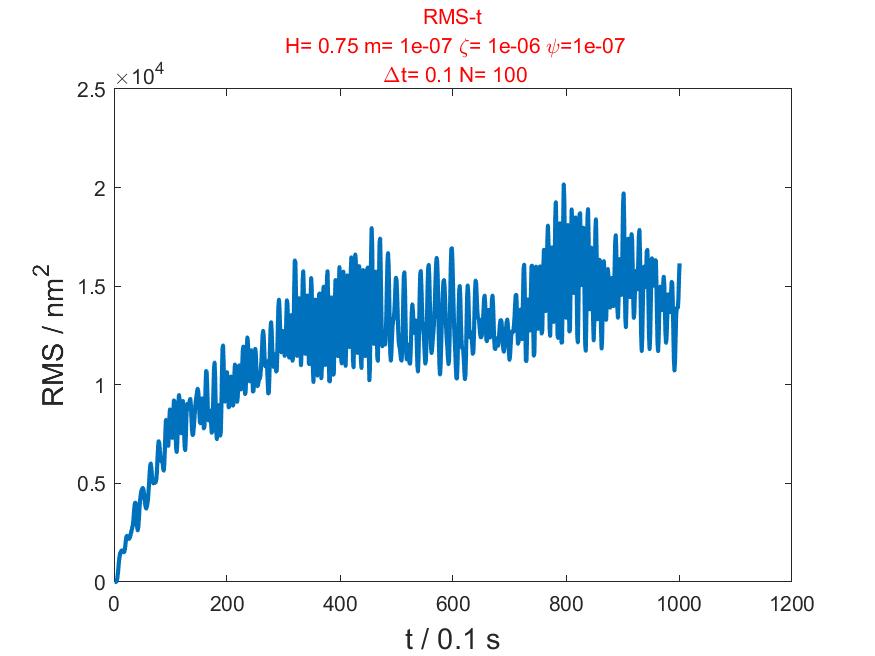 RMS-t
H= 0.75 m= 1e-07 ζ= 1e-06 ψ=1e-07
Δt= 0.1 N= 100
×10⁴
2.5
2
1.5
1
0.5
0
RMS / nm²
0 200 400 600 800 1000 1200
t / 0.1 s